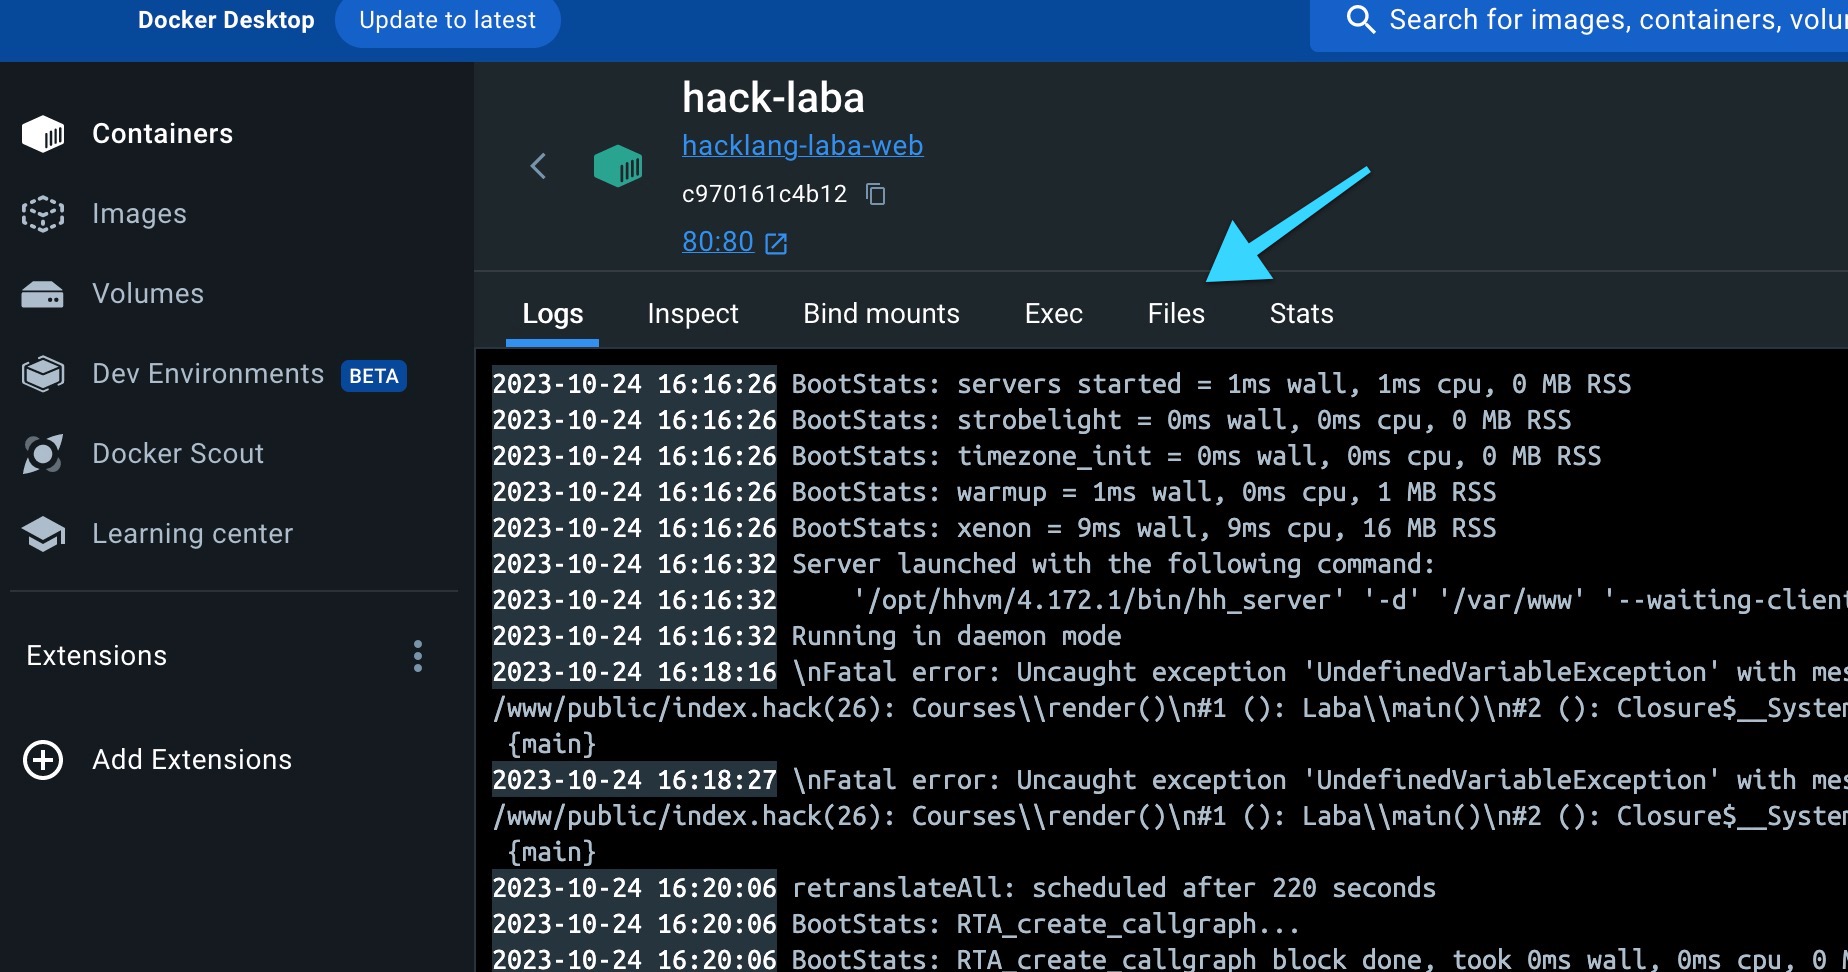 Docker Desktop
Update to latest
Search for images, containers,
Containers
Images
Volumes
Dev Environments BETA
Docker Scout
Learning center
Extensions
Add Extensions
hack-laba
hacklang-laba-web
c970161c4b12
80:80
Logs Inspect Bind mounts Exec Files Stats
2023-10-24 16:16:26 BootStats: servers started = 1ms wall, 1ms cpu, 0 MB RSS
2023-10-24 16:16:26 BootStats: strobelight = 0ms wall, 0ms cpu, 0 MB RSS
2023-10-24 16:16:26 BootStats: timezone_init = 0ms wall, 0ms cpu, 0 MB RSS
2023-10-24 16:16:26 BootStats: warmup = 1ms wall, 0ms cpu, 1 MB RSS
2023-10-24 16:16:26 BootStats: xenon = 9ms wall, 9ms cpu, 16 MB RSS
2023-10-24 16:16:32 Server launched with the following command:
2023-10-24 16:16:32 '/opt/hhvm/4.172.1/bin/hh_server' '-d' '/var/www' '--waiting-client
2023-10-24 16:16:32 Running in daemon mode
2023-10-24 16:18:16 \nFatal error: Uncaught exception 'UndefinedVariableException' with
/www/public/index.hack(26): Courses\\render()\n#1 (): Laba\\main()\n#2 (): Closure$__System
{main}
2023-10-24 16:18:27 \nFatal error: Uncaught exception 'UndefinedVariableException' with
/www/public/index.hack(26): Courses\\render()\n#1 (): Laba\\main()\n#2 (): Closure$__System
{main}
2023-10-24 16:20:06 retranslateAll: scheduled after 220 seconds
2023-10-24 16:20:06 BootStats: RTA_create_callgraph...
2023-10-24 16:20:06 BootStats: RTA_create_callgraph block done, took 0ms wall, 0ms cpu, 0